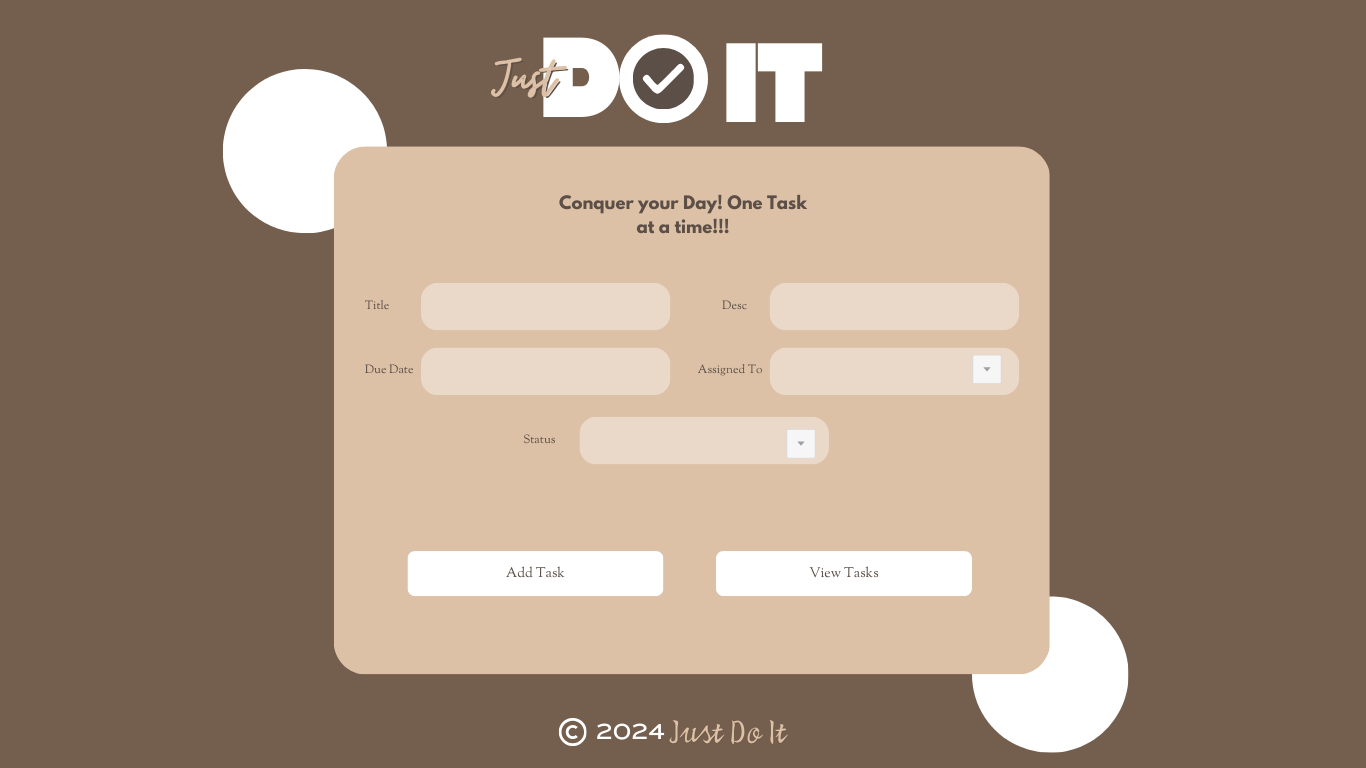 Just DO IT
Conquer your Day! One Task
at a time!!!
Title
Desc
Due Date
Assigned To
Status
Add Task
View Tasks
© 2024 Just Do It